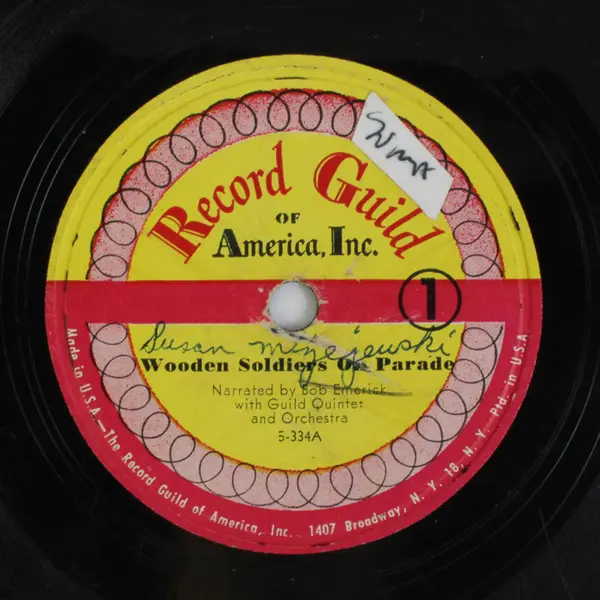 Record Guild
OF
America, Inc.
1
Susan
Wooden Soldiers On Parade
Narrated by Bob Emerick
with Guild Quintet
and Orchestra
5-334A
Made in U.S.A.—The Record Guild of America, Inc. 1407 Broadway, N. Y. 18, N. Y. Ptd. in U.S.A